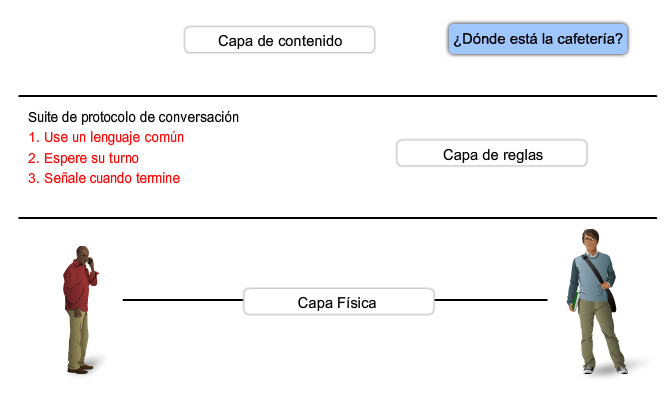 Capa de contenido
¿Dónde está la cafetería?
Suite de protocolo de conversación
1. Use un lenguaje común
2. Espere su turno
3. Señale cuando termine
Capa de reglas
Capa Física